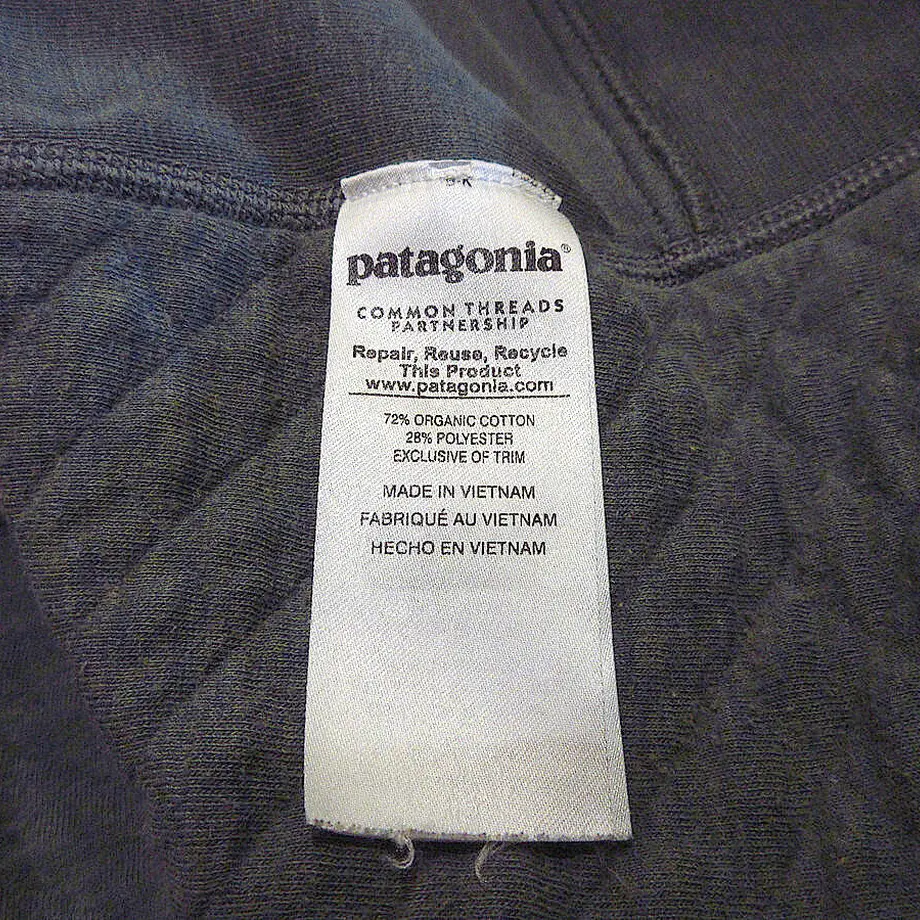 patagonia®
COMMON THREADS
PARTNERSHIP
Repair, Reuse, Recycle
This Product
www.patagonia.com
72% ORGANIC COTTON
28% POLYESTER
EXCLUSIVE OF TRIM
MADE IN VIETNAM
FABRIQUÉ AU VIETNAM
HECHO EN VIETNAM